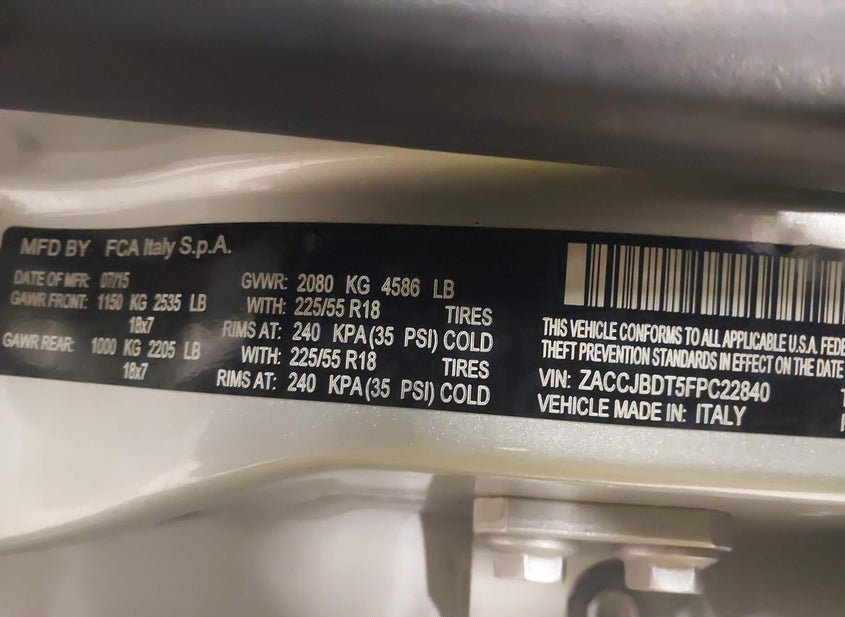 MFD BY FCA Italy S.p.A.
DATE OF MFR: 07/15
GAWR FRONT: 1150 KG 2535 LB
18x7
GAWR REAR: 1000 KG 2205 LB
18x7
GVWR: 2080 KG 4586 LB
WITH: 225/55 R18 TIRES
RIMS AT: 240 KPA (35 PSI) COLD
WITH: 225/55 R18 TIRES
RIMS AT: 240 KPA (35 PSI) COLD
THIS VEHICLE CONFORMS TO ALL APPLICABLE U.S.A. FEDE
THEFT PREVENTION STANDARDS IN EFFECT ON THE DATE
VIN: ZACCJBDT5FPC22840
VEHICLE MADE IN: ITALY